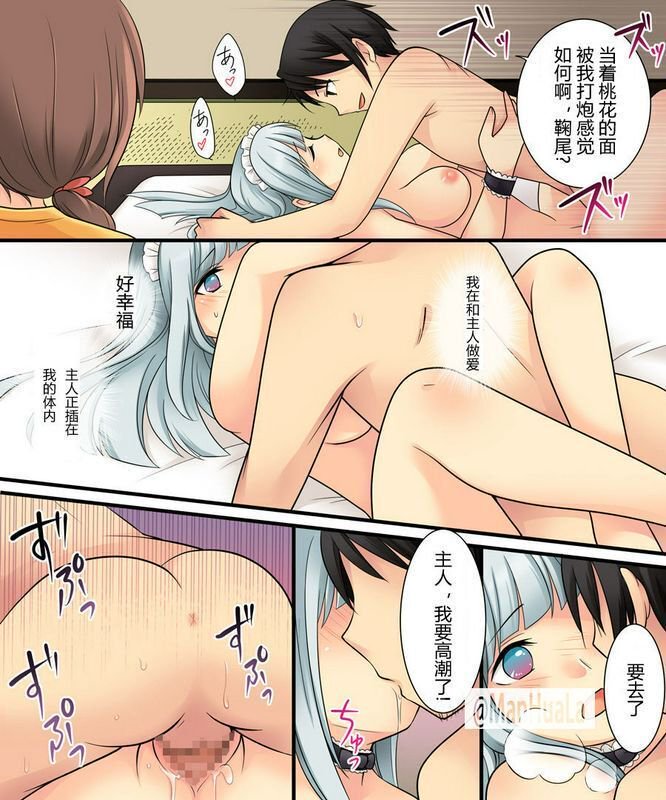 当着桃花的面
被我打炮感觉
如何啊，鞠尾？
あっ♡
あっ♡
ズズッ
ズズッ
我在和主人
做爱
好幸福
主人正插在
我的体内
要去了
主人，我要高潮了！
ちゅっ
ずぷっ
ずぷっ
@ManHuaLa